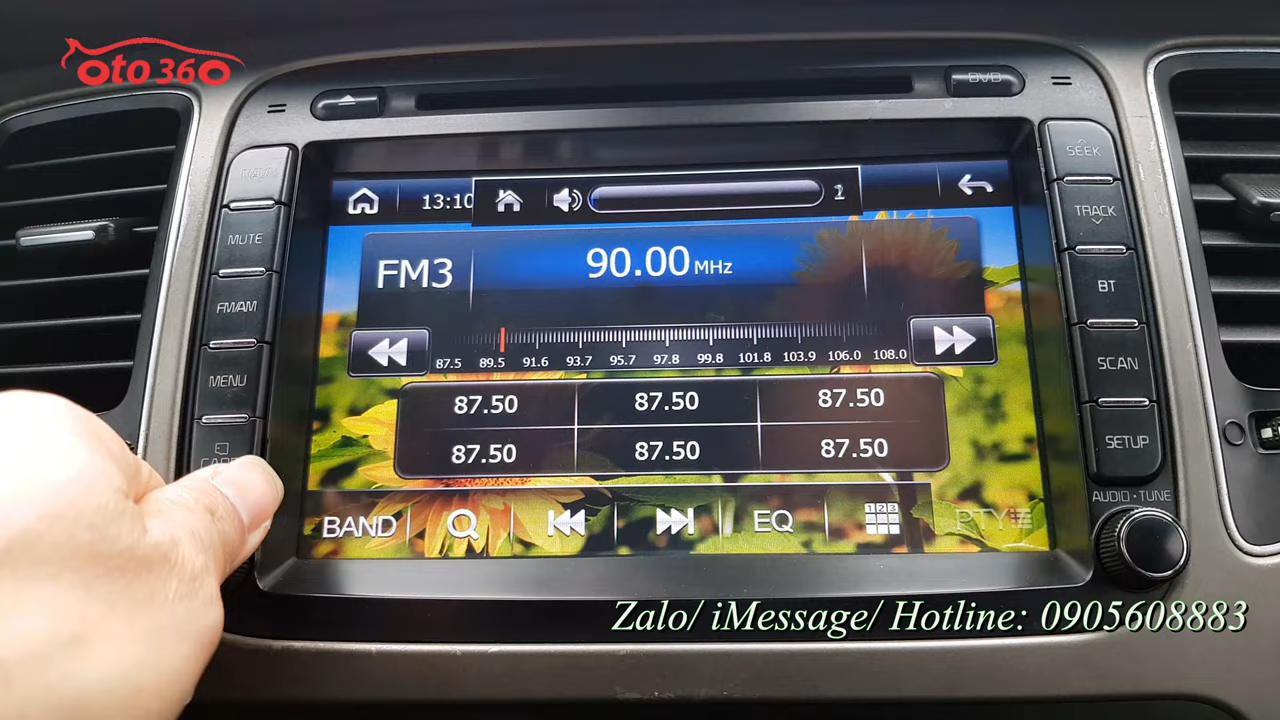 oto 360
DVD
NAVI
SEEK
MUTE
TRACK
FM/AM
BT
MENU
SCAN
SETUP
AUDIO • TUNE
13:10
2
FM3
90.00 MHz
87.5 89.5 91.6 93.7 95.7 97.8 99.8 101.8 103.9 106.0 108.0
87.50 87.50 87.50
87.50 87.50 87.50
BAND
EQ
123
PTY
Zalo/ iMessage/ Hotline: 0905608883